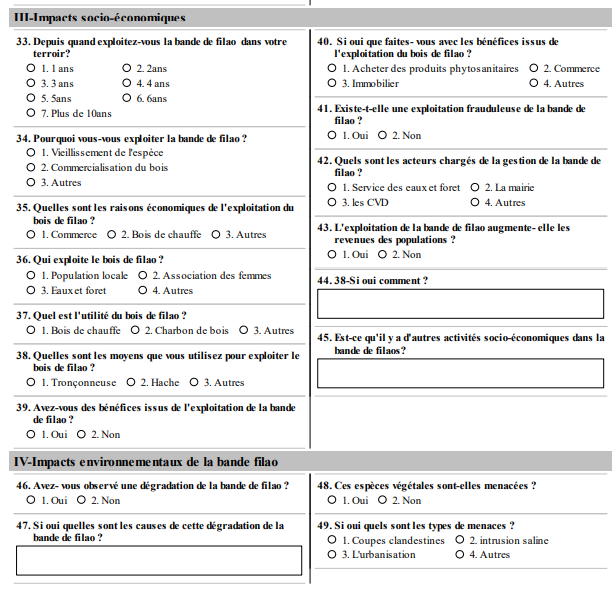 III-Impacts socio-économiques
33. Depuis quand exploitez-vous la bande de filao dans votre
terroir?
1. 1 ans 2. 2ans
3. 3 ans 4. 4 ans
5. 5ans 6. 6ans
7. Plus de 10ans
34. Pourquoi vous-vous exploiter la bande de filao ?
1. Vieillissement de l'espèce
2. Commercialisation du bois
3. Autres
35. Quelles sont les raisons économiques de l'exploitation du
bois de filao ?
1. Commerce 2. Bois de chauffe 3. Autres
36. Qui exploite le bois de filao ?
1. Population locale 2. Association des femmes
3. Eaux et foret 4. Autres
37. Quel est l'utilité du bois de filao ?
1. Bois de chauffe 2. Charbon de bois 3. Autres
38. Quelles sont les moyens que vous utilisez pour exploiter le
bois de filao ?
1. Tronçonneuse 2. Hache 3. Autres
39. Avez-vous des bénéfices issus de l'exploitation de la bande
de filao ?
1. Oui 2. Non
40. Si oui que faites- vous avec les bénéfices issus de
l'exploitation du bois de filao ?
1. Acheter des produits phytosanitaires 2. Commerce
3. Immobilier 4. Autres
41. Existe-t-elle une exploitation frauduleuse de la bande de
filao ?
1. Oui 2. Non
42. Quels sont les acteurs chargés de la gestion de la bande de
filao ?
1. Service des eaux et foret 2. La mairie
3. les CVD 4. Autres
43. L'exploitation de la bande de filao augmente- elle les
revenues des populations ?
1. Oui 2. Non
44. 38-Si oui comment ?
45. Est-ce qu'il y a d'autres activités socio-économiques dans la
bande de filaos?
IV-Impacts environnementaux de la bande filao
46. Avez- vous observé une dégradation de la bande de filao ?
1. Oui 2. Non
47. Si oui quelles sont les causes de cette dégradation de la
bande de filao ?
48. Ces espèces végétales sont-elles menacées ?
1. Oui 2. Non
49. Si oui quels sont les types de menaces ?
1. Coupes clandestines 2. intrusion saline
3. L'urbanisation 4. Autres